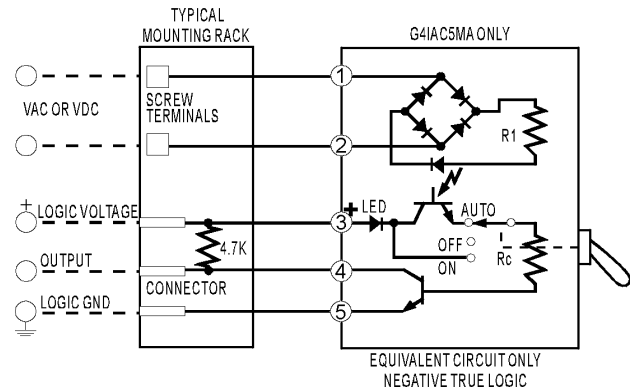 TYPICAL
MOUNTING RACK
G4IAC5MA ONLY
1
SCREW
TERMINALS
VAC OR VDC
R1
2
+
LOGIC VOLTAGE
3
+ LED
AUTO
4.7K
OFF
ON
Rc
OUTPUT
4
CONNECTOR
LOGIC GND
5
EQUIVALENT CIRCUIT ONLY
NEGATIVE TRUE LOGIC